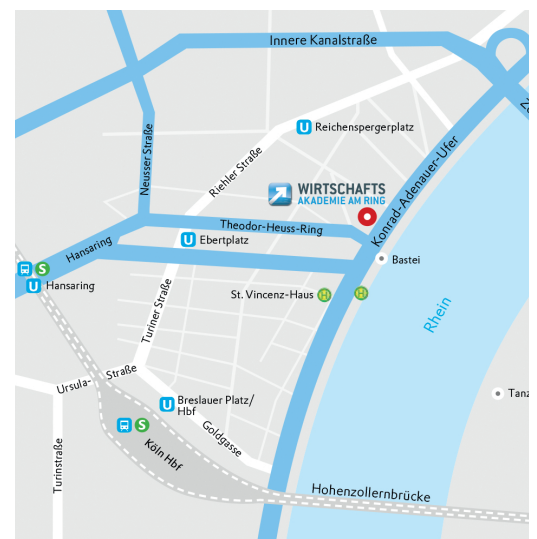 Innere Kanalstraße
Reichenspergerplatz
Neusser Straße
Riehler Straße
Konrad-Adenauer-Ufer
WIRTSCHAFTS
AKADEMIE AM RING
Theodor-Heuss-Ring
Hansaring
U Ebertplatz
Bastei
S
U Hansaring
St. Vincenz-Haus H
H
Turiner Straße
Rhein
Ursula- Straße
U Breslauer Platz/
Hbf
Tanz
Goldgasse
S
Köln Hbf
Turinstraße
Hohenzollernbrücke